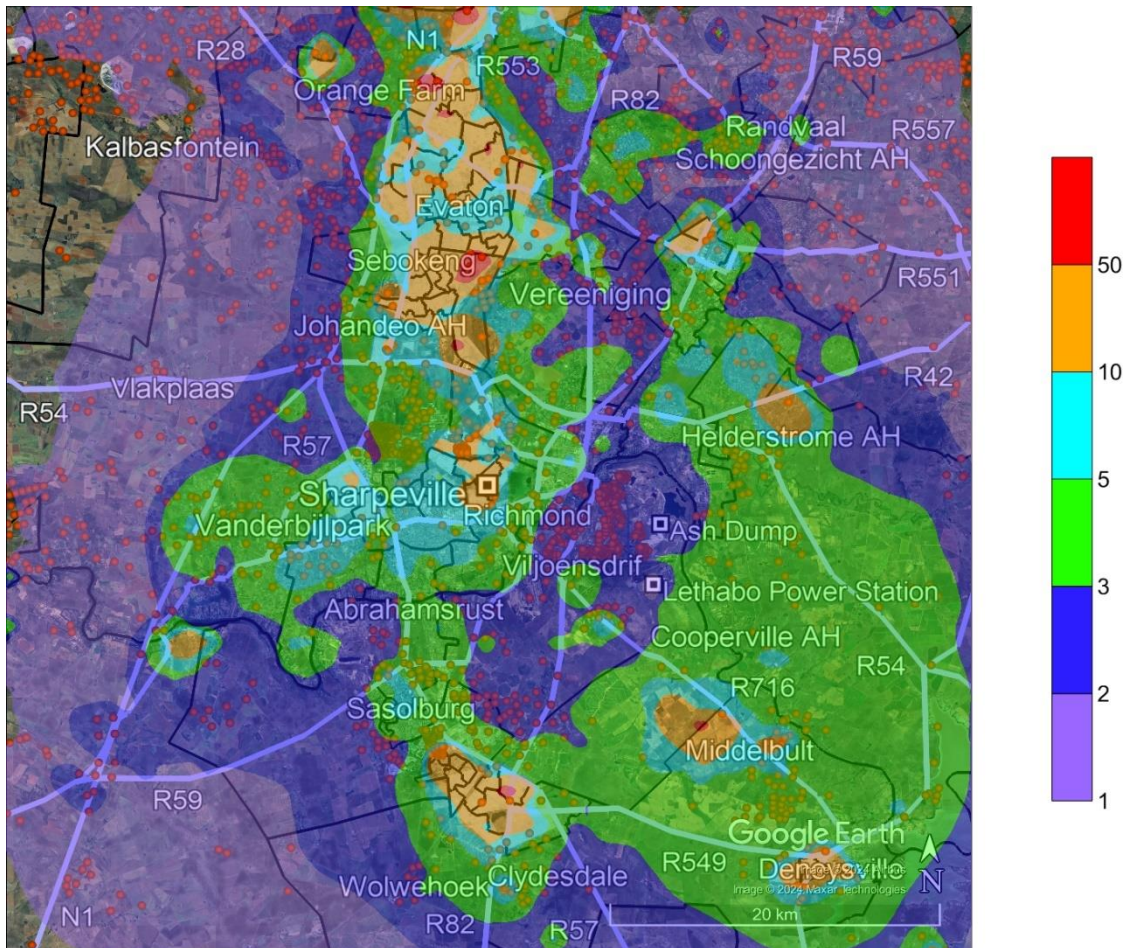 N1
R28
R553
R59
Orange Farm
R82
Randvaal
R557
Kalbasfontein
Schoongezicht AH
Evaton
Sebokeng
R551
Vereeniging
Johandeo AH
Vlakplaas
R42
R54
R57
Helderstrome AH
Sharpeville
Vanderbijlpark
Richmond
Ash Dump
Viljoensdrif
Lethabo Power Station
Abrahamsrust
Cooperville AH
R54
R716
Sasolburg
Middelbult
R59
Google Earth
R549
Deneysville
Clydesdale
Wolwehoek
Image © 2024 Airbus
Image © 2024 Maxar Technologies
N
N1
R82
R57
20 km
50
10
5
3
2
1